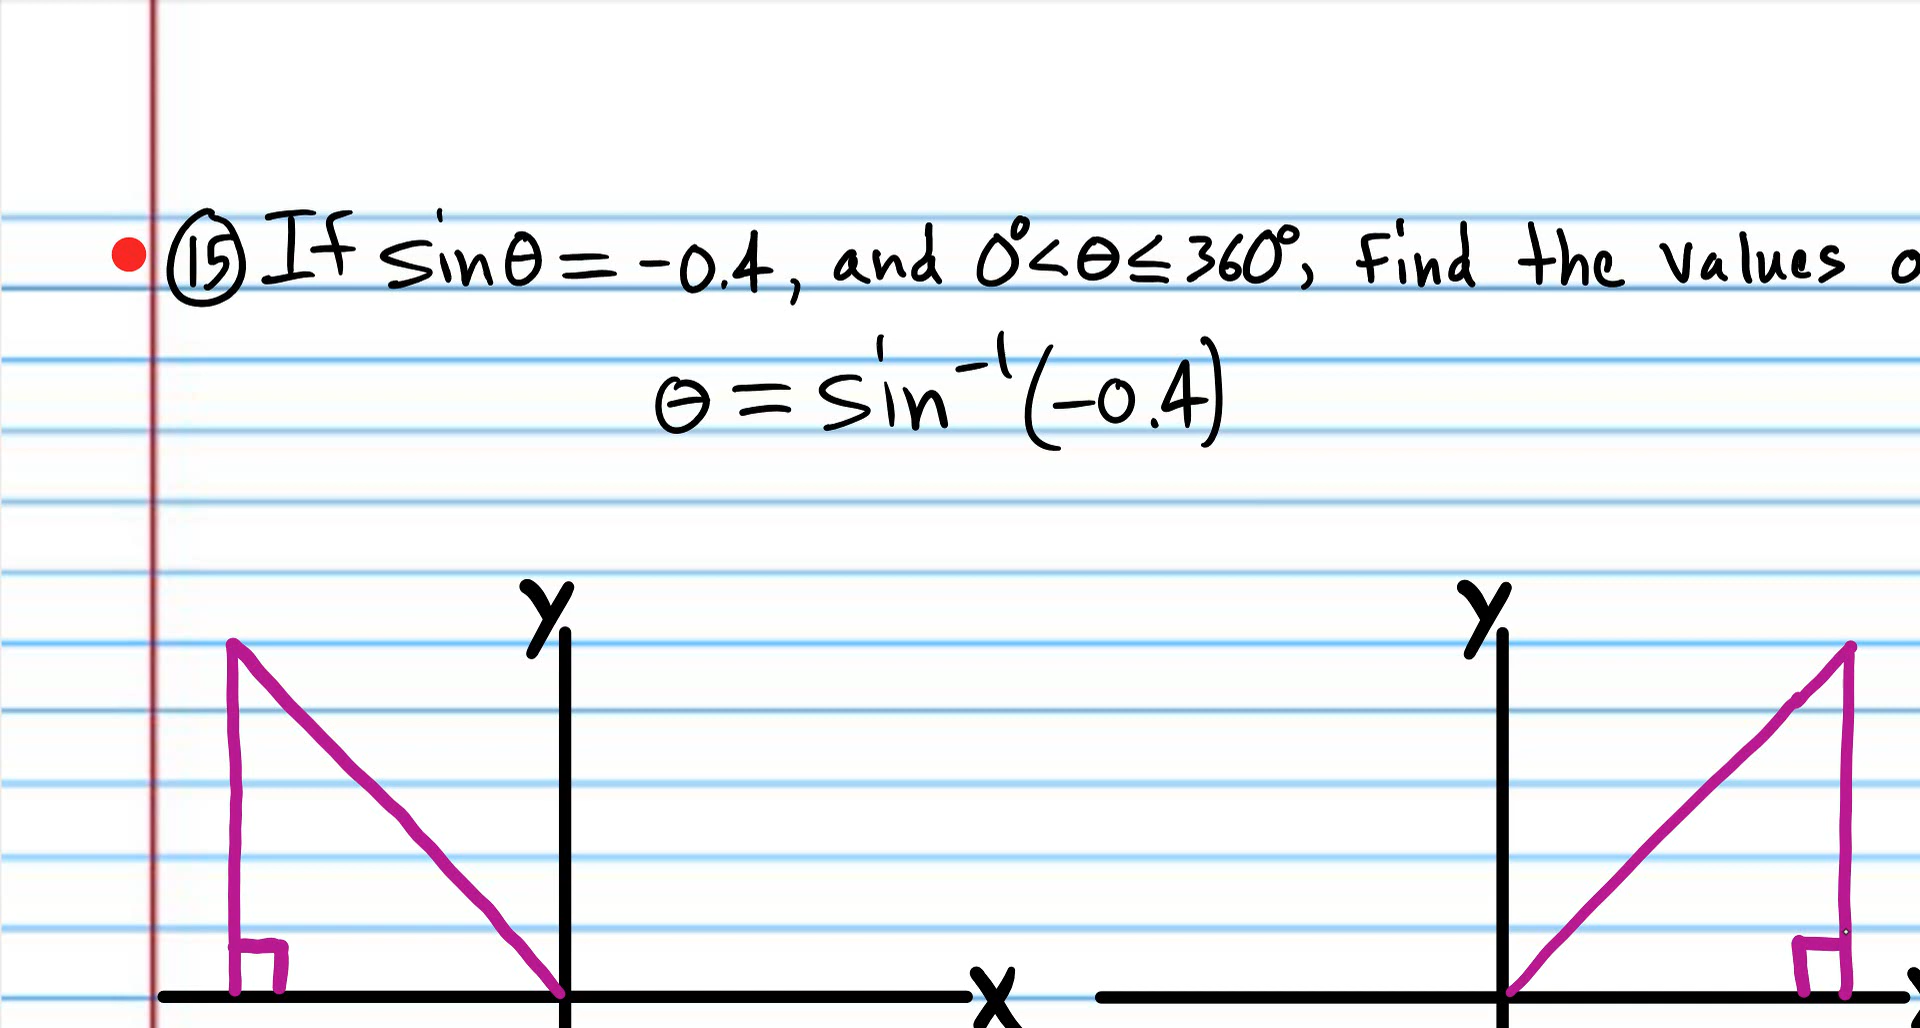 ⑮ If sinθ = -0.4, and 0°<θ≤360°, find the values
θ = sin⁻¹(-0.4)
y y
x